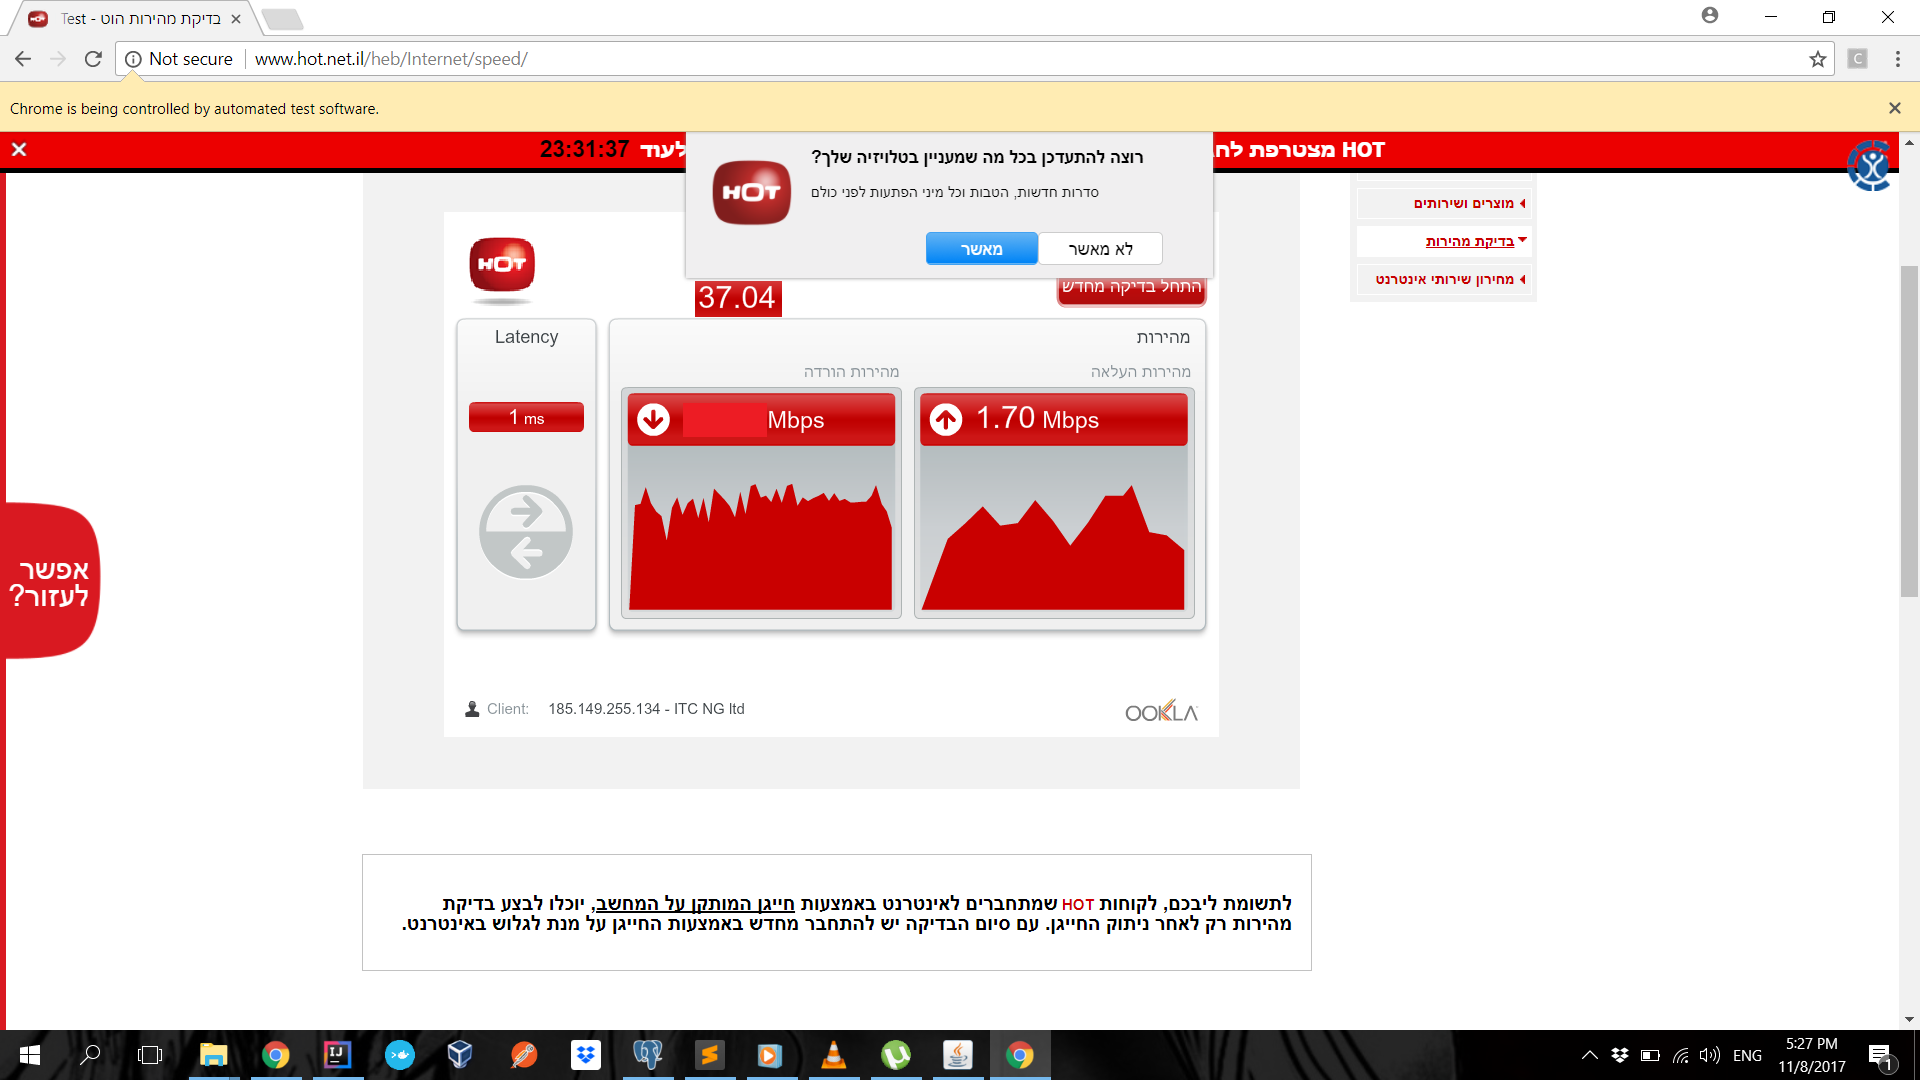 בדיקת מהירות הוט - Test
Not secure
www.hot.net.il/heb/Internet/speed/
C
Chrome is being controlled by automated test software.
HOT מצטרפת לחג
לעוד
23:31:37
רוצה להתעדכן בכל מה שמעניין בטלויזיה שלך?
סדרות חדשות, הטבות וכל מיני הפתעות לפני כולם
HOT
לא מאשר
מאשר
מוצרים ושירותים
בדיקת מהירות
מחירון שירותי אינטרנט
HOT
37.04
התחל בדיקה מחדש
Latency
1 ms
מהירות
מהירות הורדה
מהירות העלאה
Mbps
1.70 Mbps
אפשר
לעזור?
Client: 185.149.255.134 - ITC NG ltd
OOKLA
לתשומת ליבכם, לקוחות HOT שמתחברים לאינטרנט באמצעות חייגן המותקן על המחשב, יוכלו לבצע בדיקת
מהירות רק לאחר ניתוק החייגן. עם סיום הבדיקה יש להתחבר מחדש באמצעות החייגן על מנת לגלוש באינטרנט.
IJ
ENG
5:27 PM
11/8/2017
1